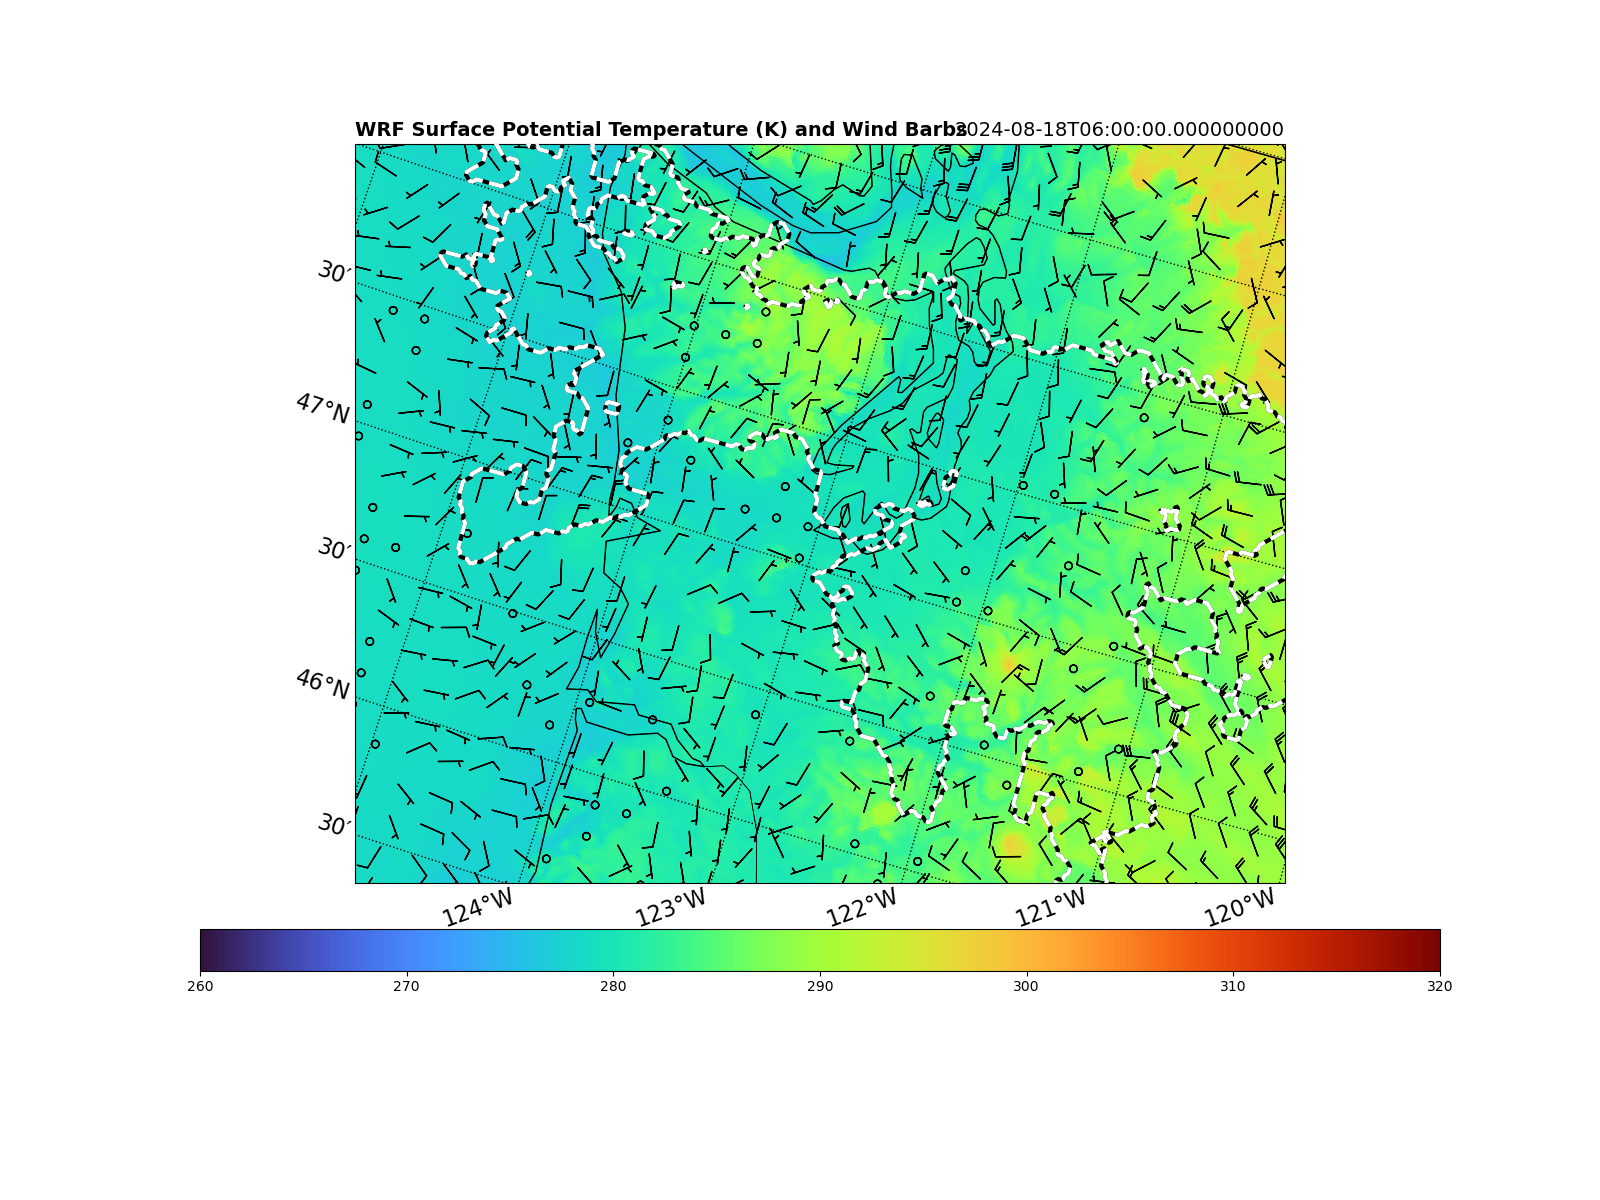 WRF Surface Potential Temperature (K) and Wind Barbs 2024-08-18T06:00:00.000000000
30′
47°N
30′
46°N
30′
124°W 123°W 122°W 121°W 120°W
260 270 280 290 300 310 320